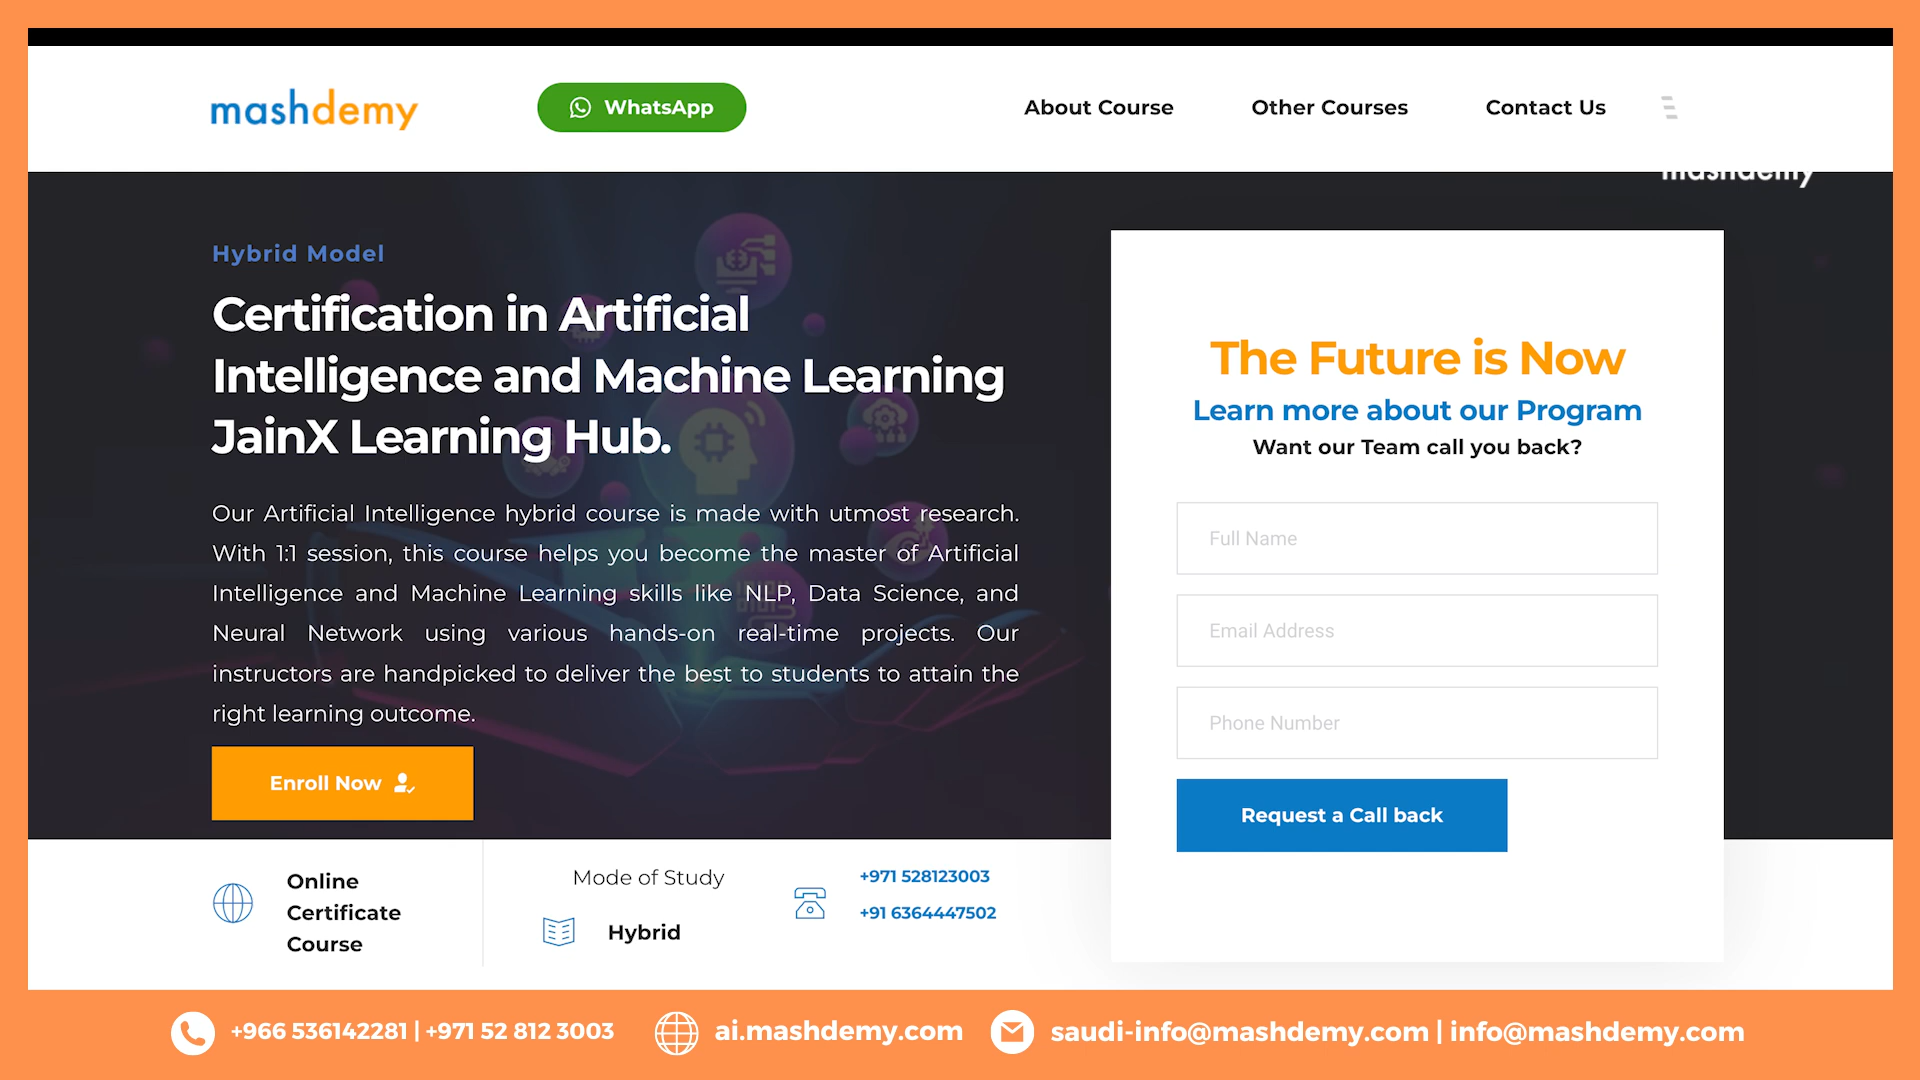 mashdemy
WhatsApp
About Course
Other Courses
Contact Us
mashdemy
Hybrid Model
Certification in Artificial
Intelligence and Machine Learning
JainX Learning Hub.
Our Artificial Intelligence hybrid course is made with utmost research.
With 1:1 session, this course helps you become the master of Artificial
Intelligence and Machine Learning skills like NLP, Data Science, and
Neural Network using various hands-on real-time projects. Our
instructors are handpicked to deliver the best to students to attain the
right learning outcome.
Enroll Now
The Future is Now
Learn more about our Program
Want our Team call you back?
Full Name
Email Address
Phone Number
Request a Call back
Online
Certificate
Course
Mode of Study
Hybrid
+971 528123003
+91 6364447502
+966 536142281 | +971 52 812 3003
ai.mashdemy.com
saudi-info@mashdemy.com | info@mashdemy.com